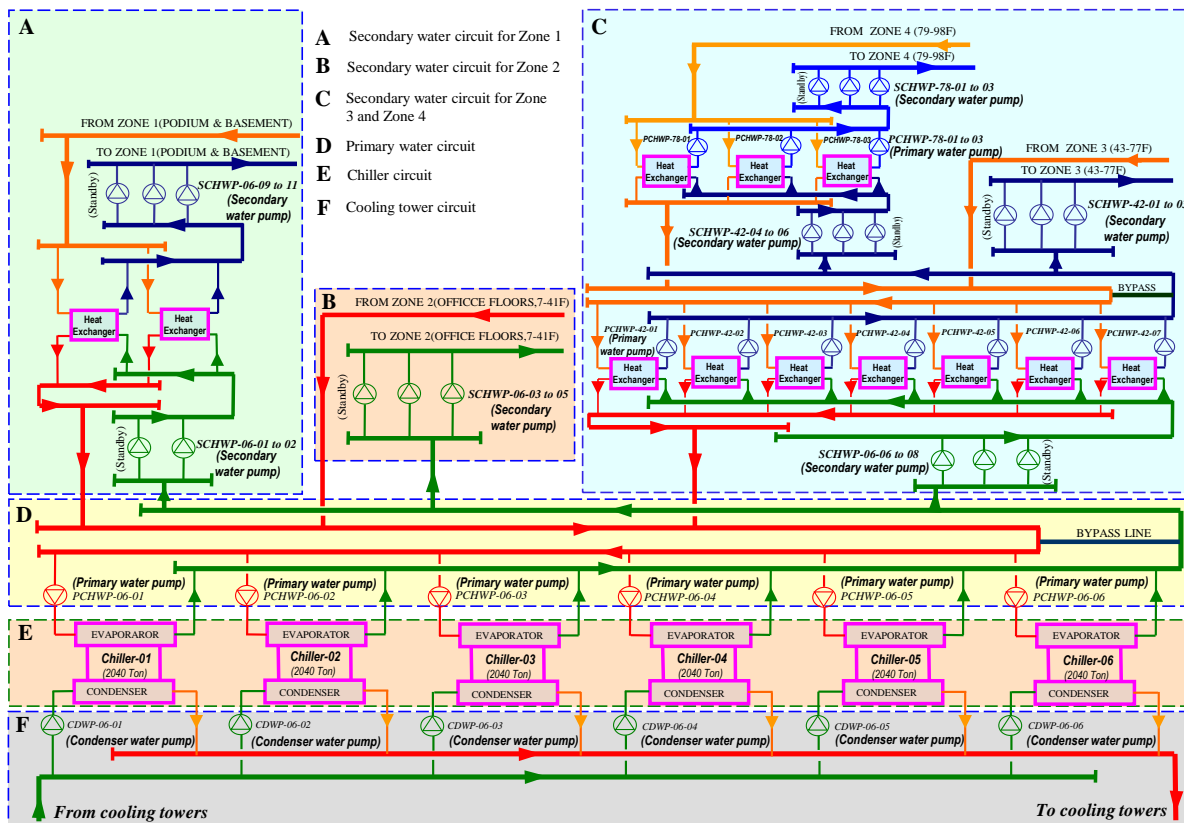 A
A Secondary water circuit for Zone 1
B Secondary water circuit for Zone 2
C Secondary water circuit for Zone
3 and Zone 4
D Primary water circuit
E Chiller circuit
F Cooling tower circuit
FROM ZONE 1(PODIUM & BASEMENT)
TO ZONE 1(PODIUM & BASEMENT)
(Standby)
SCHWP-06-09 to 11
(Secondary
water pump)
Heat
Exchanger
Heat
Exchanger
(Standby)
SCHWP-06-01 to 02
(Secondary
water pump)
B
FROM ZONE 2(OFFICCE FLOORS,7-41F)
TO ZONE 2(OFFICE FLOORS,7-41F)
(Standby)
SCHWP-06-03 to 05
(Secondary
water pump)
C
FROM ZONE 4 (79-98F)
TO ZONE 4 (79-98F)
(Standby)
SCHWP-78-01 to 03
(Secondary water pump)
PCHWP-78-01
PCHWP-78-02
PCHWP-78-03
PCHWP-78-01 to 03
(Primary water pump)
Heat
Exchanger
Heat
Exchanger
Heat
Exchanger
FROM ZONE 3 (43-77F)
TO ZONE 3 (43-77F)
(Standby)
SCHWP-42-01 to 03
(Secondary
water pump)
SCHWP-42-04 to 06
(Secondary water pump)
(Standby)
BYPASS
PCHWP-42-01
(Primary
water pump)
PCHWP-42-02
PCHWP-42-03
PCHWP-42-04
PCHWP-42-05
PCHWP-42-06
PCHWP-42-07
Heat
Exchanger
Heat
Exchanger
Heat
Exchanger
Heat
Exchanger
Heat
Exchanger
Heat
Exchanger
Heat
Exchanger
SCHWP-06-06 to 08
(Secondary water pump)
(Standby)
D
BYPASS LINE
(Primary water pump)
PCHWP-06-01
(Primary water pump)
PCHWP-06-02
(Primary water pump)
PCHWP-06-03
(Primary water pump)
PCHWP-06-04
(Primary water pump)
PCHWP-06-05
(Primary water pump)
PCHWP-06-06
E
EVAPORAROR
Chiller-01
(2040 Ton)
CONDENSER
EVAPORATOR
Chiller-02
(2040 Ton)
CONDENSER
EVAPORATOR
Chiller-03
(2040 Ton)
CONDENSER
EVAPORATOR
Chiller-04
(2040 Ton)
CONDENSER
EVAPORATOR
Chiller-05
(2040 Ton)
CONDENSER
EVAPORATOR
Chiller-06
(2040 Ton)
CONDENSER
F
CDWP-06-01
(Condenser water pump)
CDWP-06-02
(Condenser water pump)
CDWP-06-03
(Condenser water pump)
CDWP-06-04
(Condenser water pump)
CDWP-06-05
(Condenser water pump)
CDWP-06-06
(Condenser water pump)
From cooling towers
To cooling towers